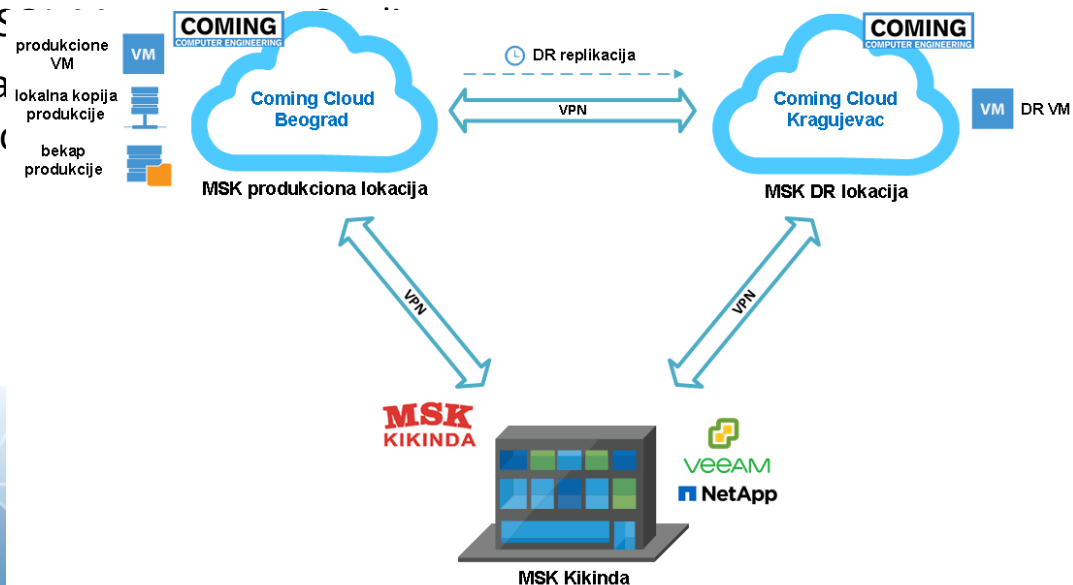 COMING
COMPUTER ENGINEERING
produkcione
VM
VM
lokalna kopija
produkcije
bekap
produkcije
Coming Cloud
Beograd
MSK produkciona lokacija
DR replikacija
VPN
COMING
COMPUTER ENGINEERING
Coming Cloud
Kragujevac
VM
DR VM
MSK DR lokacija
VPN
VPN
MSK
KIKINDA
veeAM
NetApp
MSK Kikinda